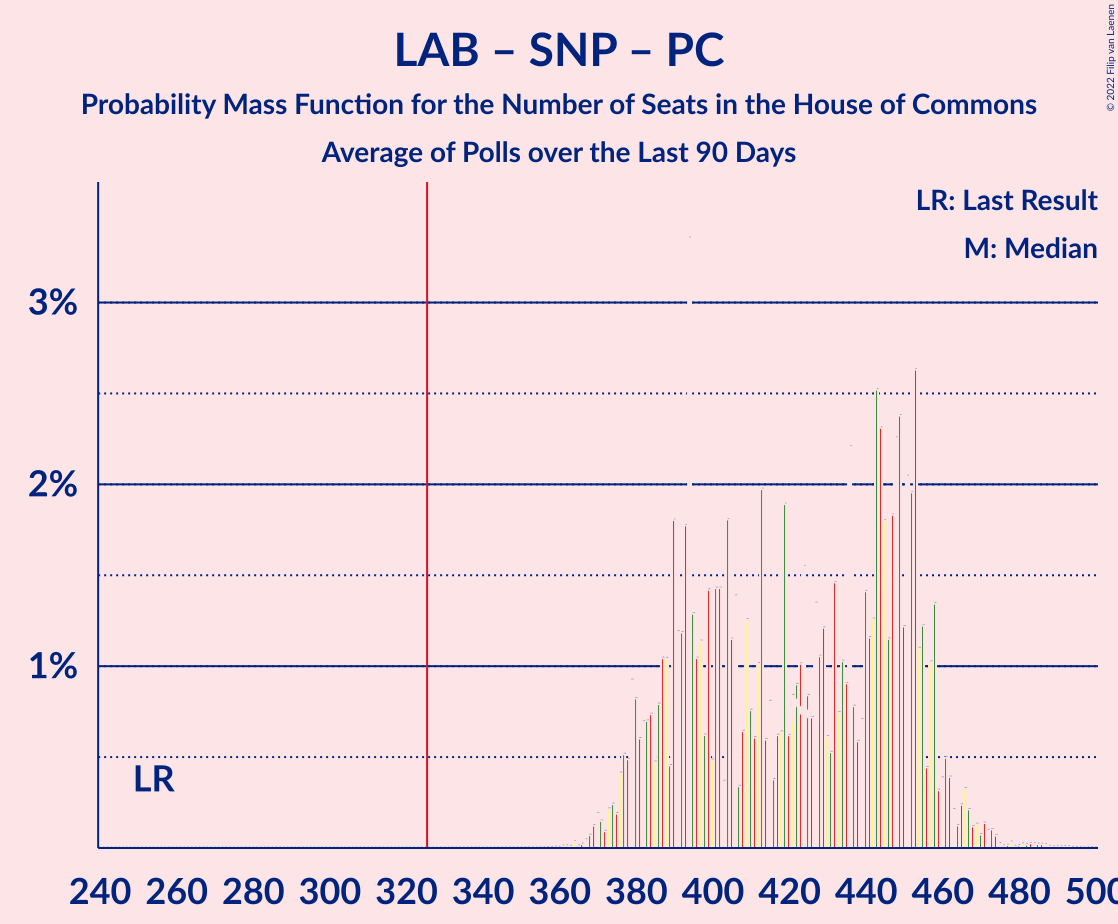 LAB – SNP – PC
Probability Mass Function for the Number of Seats in the House of Commons
Average of Polls over the Last 90 Days
© 2022 Filip van Laenen
LR: Last Result
M: Median
3%
2%
1%
LR
240 260 280 300 320 340 360 380 400 420 440 460 480 500